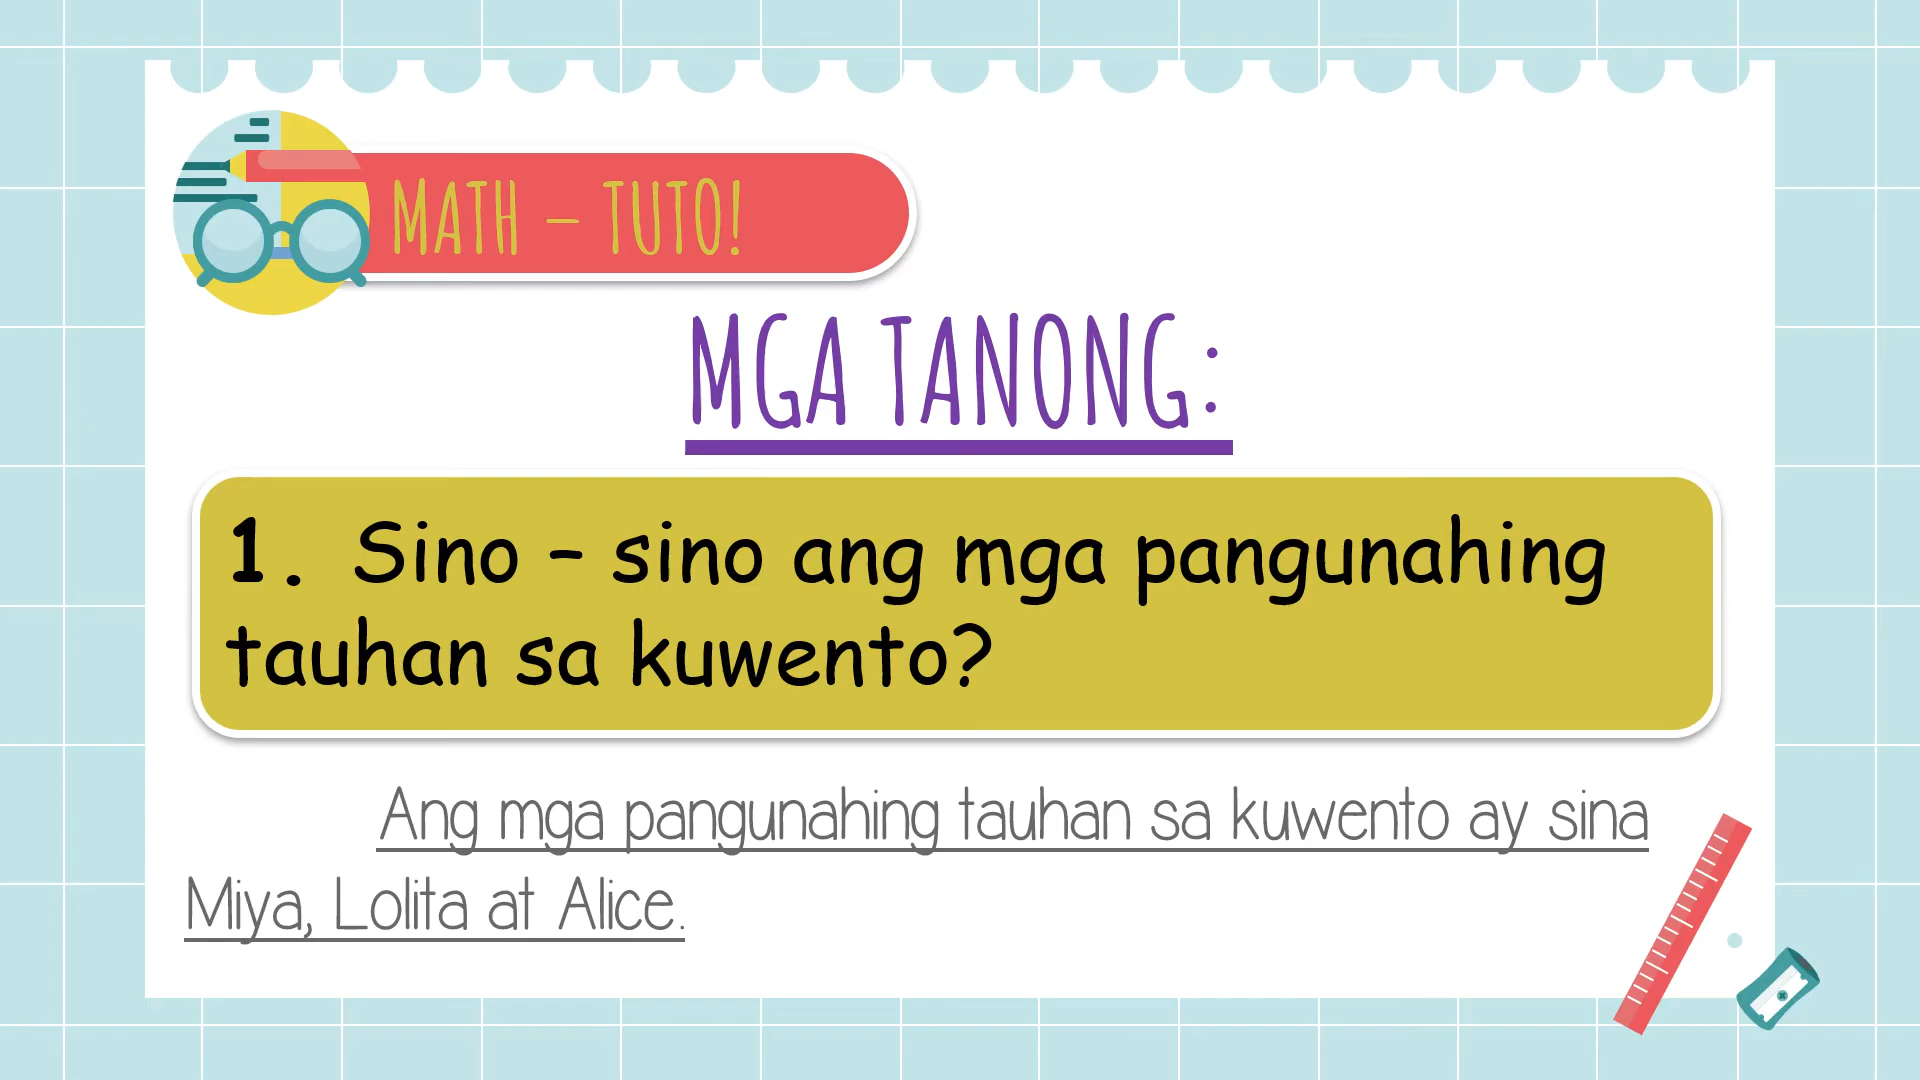 MATH – TUTO!
MGA TANONG:
1. Sino – sino ang mga pangunahing
tauhan sa kuwento?
Ang mga pangunahing tauhan sa kuwento ay sina
Miya, Lolita at Alice.